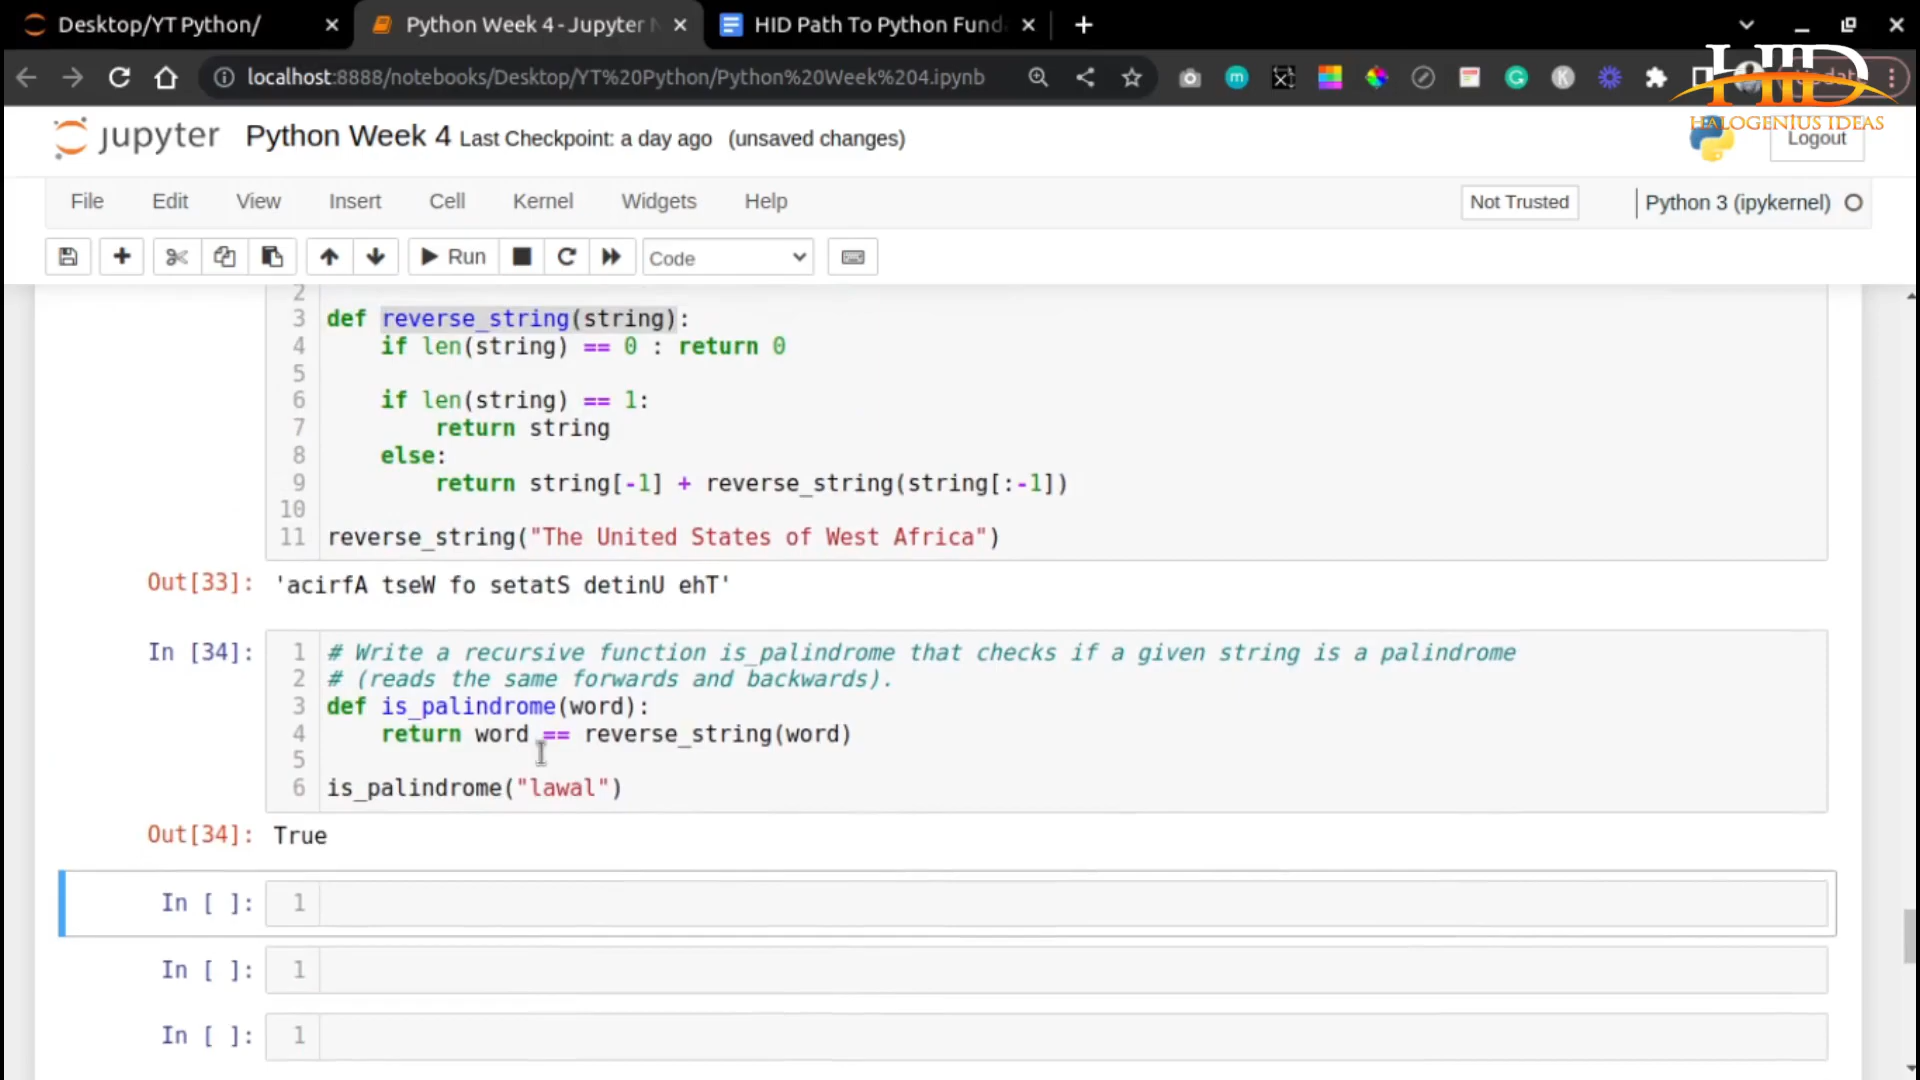 Desktop/YT Python/
Python Week 4 - Jupyter N
HID Path To Python Fund
localhost:8888/notebooks/Desktop/YT%20Python/Python%20Week%204.ipynb
HID
HALOGENIUS IDEAS
jupyter Python Week 4 Last Checkpoint: a day ago (unsaved changes)
Logout
File Edit View Insert Cell Kernel Widgets Help
Not Trusted
Python 3 (ipykernel)
Run
Code
2
3 def reverse_string(string):
4 if len(string) == 0 : return 0
5
6 if len(string) == 1:
7 return string
8 else:
9 return string[-1] + reverse_string(string[:-1])
10
11 reverse_string("The United States of West Africa")
Out[33]: 'acirfA tseW fo setatS detinU ehT'
In [34]: 1 # Write a recursive function is_palindrome that checks if a given string is a palindrome
2 # (reads the same forwards and backwards).
3 def is_palindrome(word):
4 return word == reverse_string(word)
5
6 is_palindrome("lawal")
Out[34]: True
In [ ]: 1
In [ ]: 1
In [ ]: 1